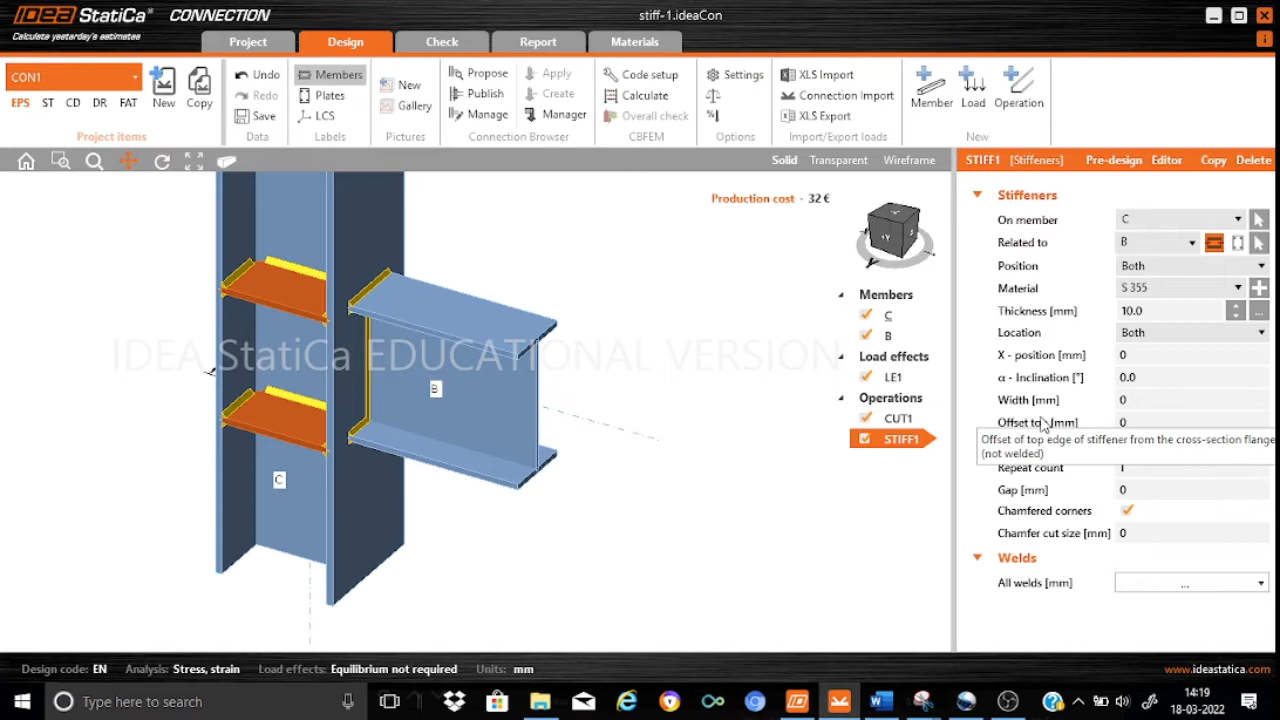 IDEA StatiCa® CONNECTION
Calculate yesterday's estimates
stiff-1.ideaCon
Project Design Check Report Materials
CON1
EPS ST CD DR FAT
New Copy
Project items
Undo
Redo
Save
Data
Members
Plates
LCS
Labels
New
Gallery
Pictures
Propose
Publish
Manage
Apply
Create
Manager
Connection Browser
Code setup
Calculate
Overall check
CBFEM
Settings
Options
XLS Import
Connection Import
XLS Export
Import/Export loads
Member Load Operation
New
Solid Transparent Wireframe
STIFF1 [Stiffeners] Pre-design Editor Copy Delete
Production cost - 32 €
+Y
Members
C
B
Load effects
LE1
Operations
CUT1
STIFF1
IDEA StatiCa EDUCATIONAL VERSION
B
C
Stiffeners
On member C
Related to B
Position Both
Material S 355
Thickness [mm] 10.0 ...
Location Both
X - position [mm] 0
α - Inclination [°] 0.0
Width [mm] 0
Offset top [mm] 0
Offset of top edge of stiffener from the cross-section flange
(not welded)
Repeat count 1
Gap [mm] 0
Chamfered corners
Chamfer cut size [mm] 0
Welds
All welds [mm] ...
Design code: EN Analysis: Stress, strain Load effects: Equilibrium not required Units: mm
www.ideastatica.com
Type here to search
14:19
18-03-2022